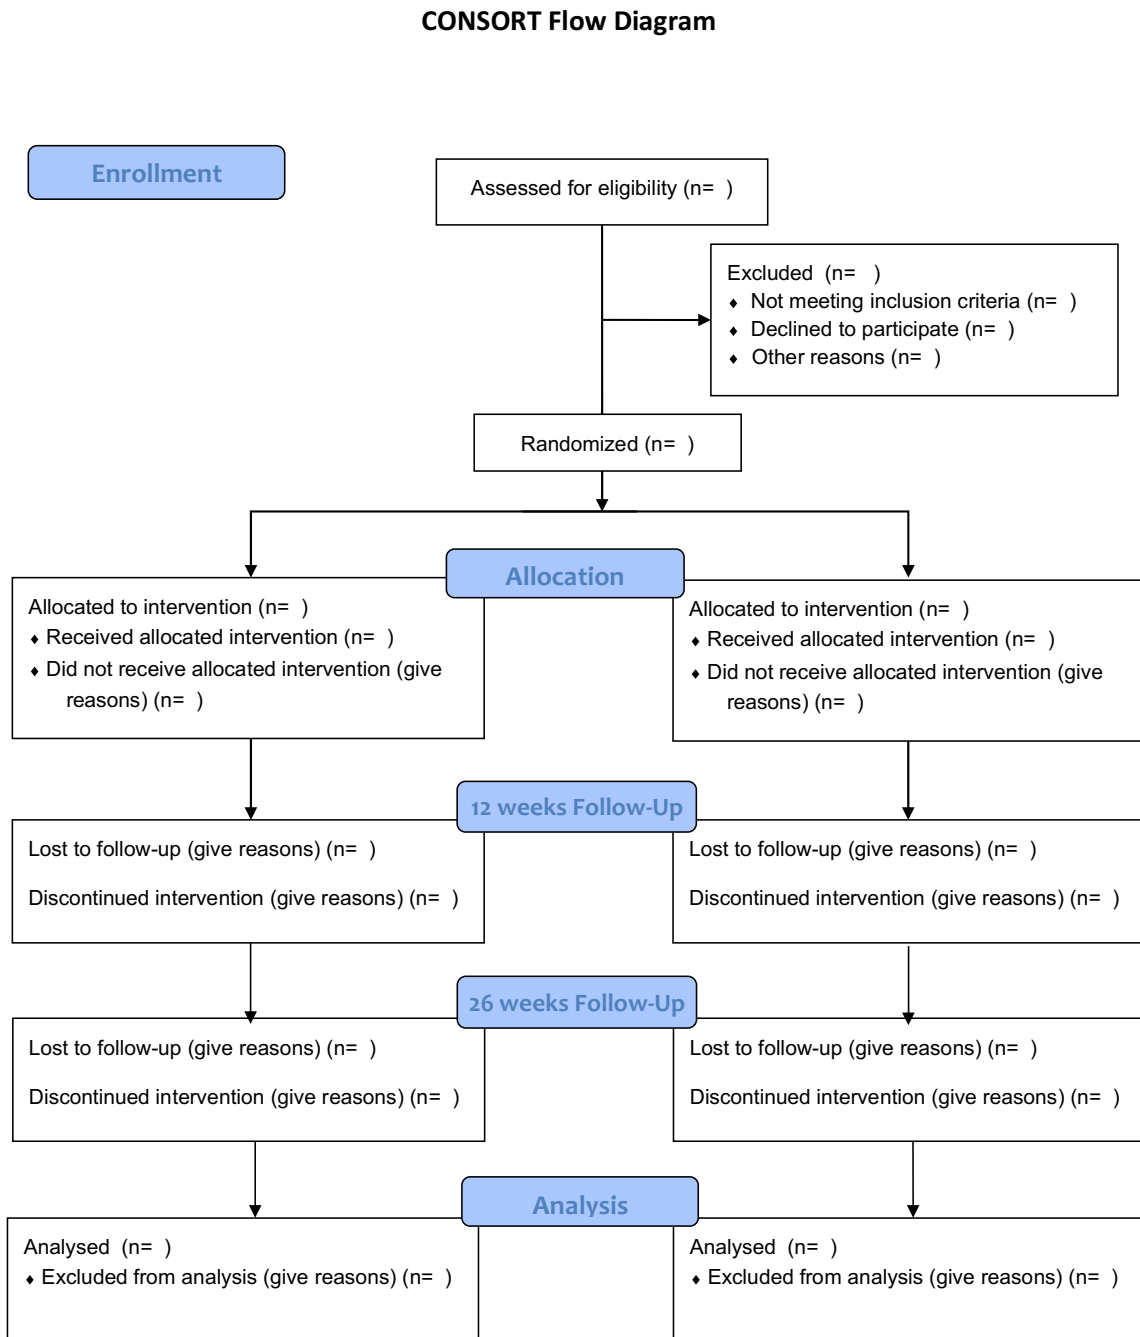 CONSORT Flow Diagram
Enrollment
Assessed for eligibility (n=  )
Excluded  (n=   )
♦ Not meeting inclusion criteria (n=  )
♦ Declined to participate (n=  )
♦ Other reasons (n=  )
Randomized (n=  )
Allocation
Allocated to intervention (n=  )
♦ Received allocated intervention (n=  )
♦ Did not receive allocated intervention (give
reasons) (n=  )
Allocated to intervention (n=  )
♦ Received allocated intervention (n=  )
♦ Did not receive allocated intervention (give
reasons) (n=  )
12 weeks Follow-Up
Lost to follow-up (give reasons) (n=  )
Discontinued intervention (give reasons) (n=  )
Lost to follow-up (give reasons) (n=  )
Discontinued intervention (give reasons) (n=  )
26 weeks Follow-Up
Lost to follow-up (give reasons) (n=  )
Discontinued intervention (give reasons) (n=  )
Lost to follow-up (give reasons) (n=  )
Discontinued intervention (give reasons) (n=  )
Analysis
Analysed  (n=  )
♦ Excluded from analysis (give reasons) (n=  )
Analysed  (n=  )
♦ Excluded from analysis (give reasons) (n=  )